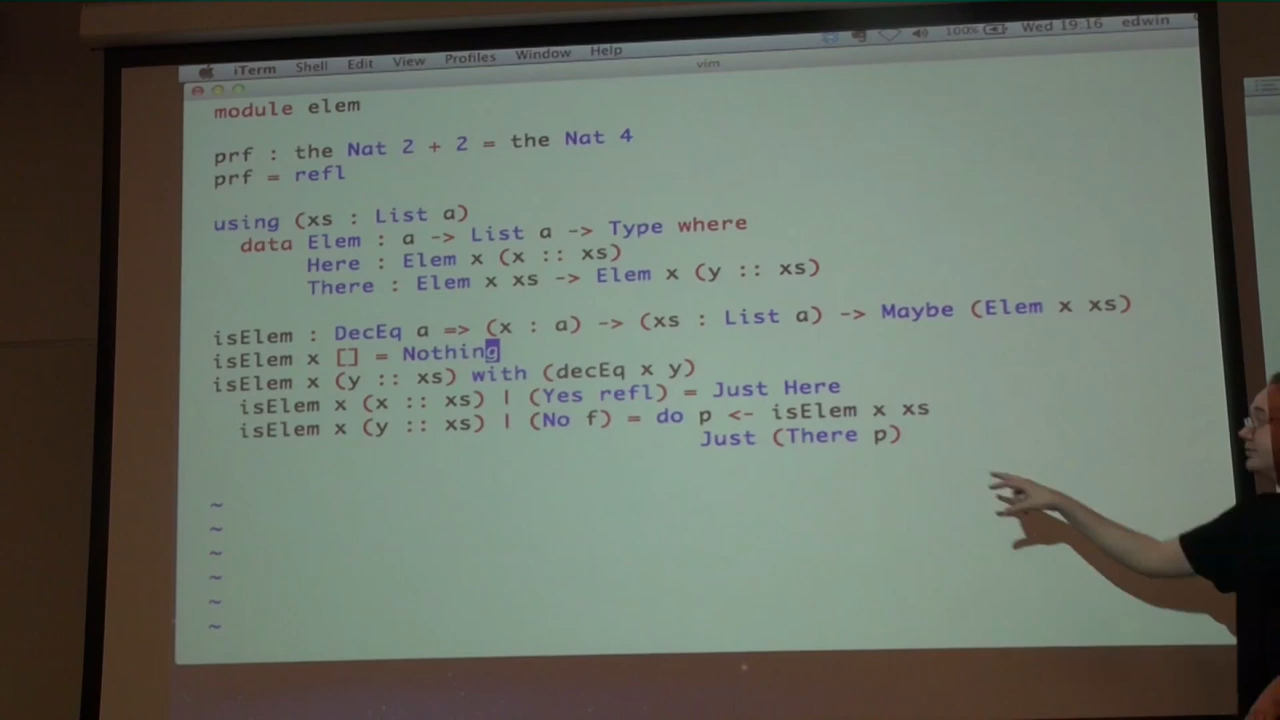 iTerm Shell Edit View Profiles Window Help 100% Wed 19:16 edwin
vim
module elem
prf : the Nat 2 + 2 = the Nat 4
prf = refl
using (xs : List a)
data Elem : a -> List a -> Type where
Here : Elem x (x :: xs)
There : Elem x xs -> Elem x (y :: xs)
isElem : DecEq a => (x : a) -> (xs : List a) -> Maybe (Elem x xs)
isElem x [] = Nothing
isElem x (y :: xs) with (decEq x y)
isElem x (x :: xs) | (Yes refl) = Just Here
isElem x (y :: xs) | (No f) = do p <- isElem x xs
Just (There p)
~
~
~
~
~
~